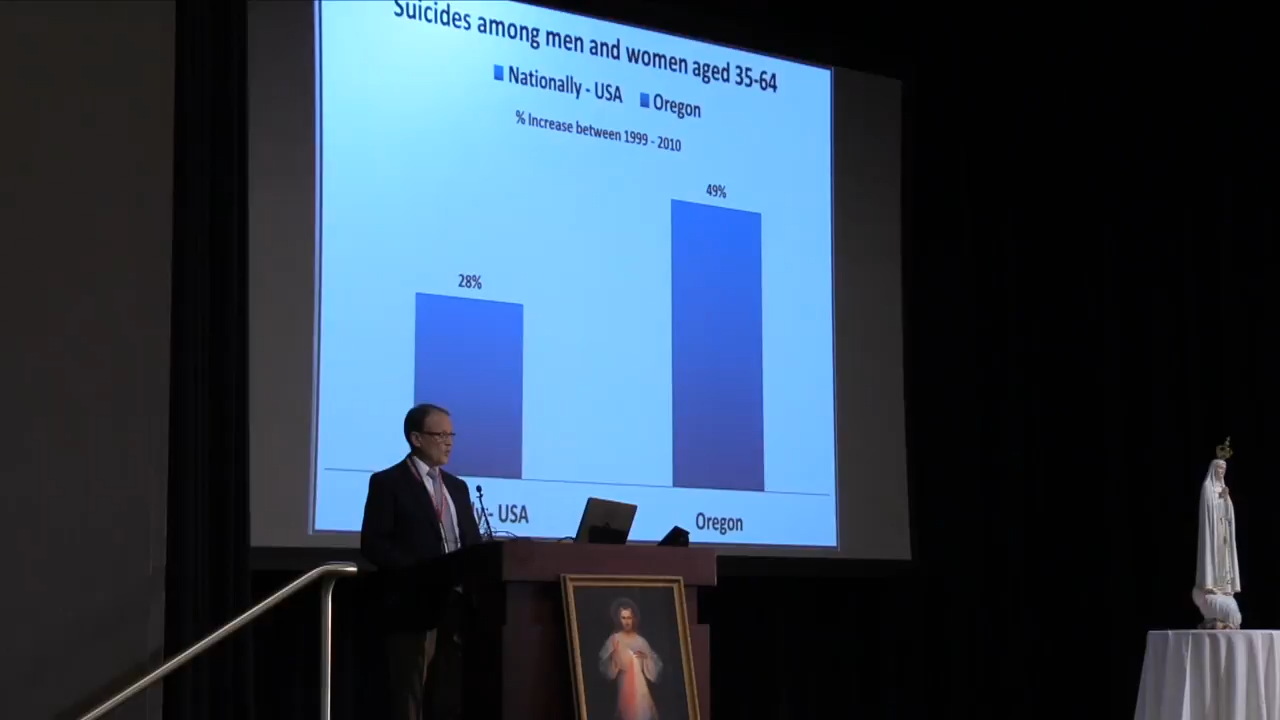 Suicides among men and women aged 35-64
Nationally - USA Oregon
% Increase between 1999 - 2010
28%
49%
USA
Oregon